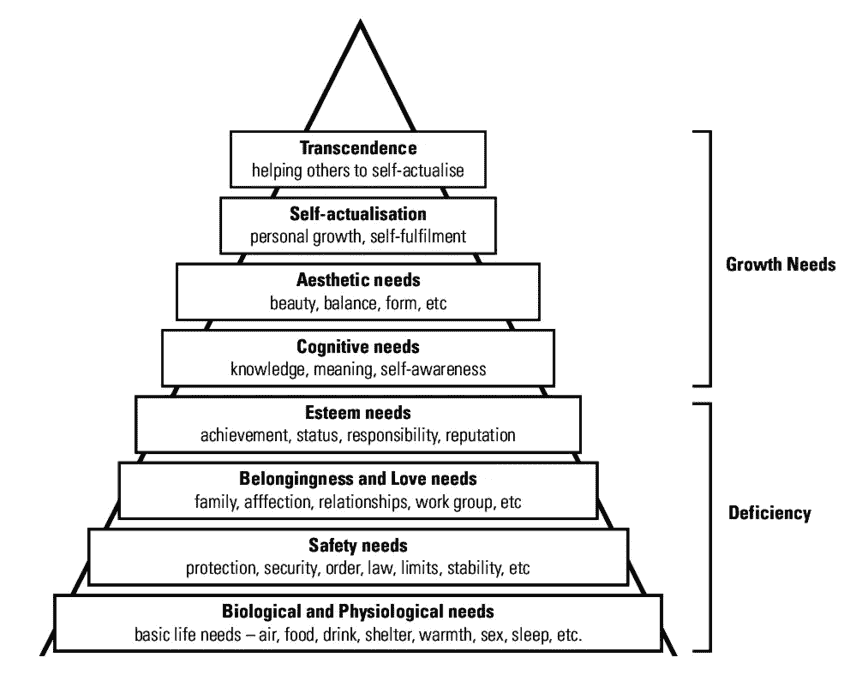 Transcendence
helping others to self-actualise
Self-actualisation
personal growth, self-fulfilment
Aesthetic needs
beauty, balance, form, etc
Growth Needs
Cognitive needs
knowledge, meaning, self-awareness
Esteem needs
achievement, status, responsibility, reputation
Belongingness and Love needs
family, afffection, relationships, work group, etc
Deficiency
Safety needs
protection, security, order, law, limits, stability, etc
Biological and Physiological needs
basic life needs – air, food, drink, shelter, warmth, sex, sleep, etc.